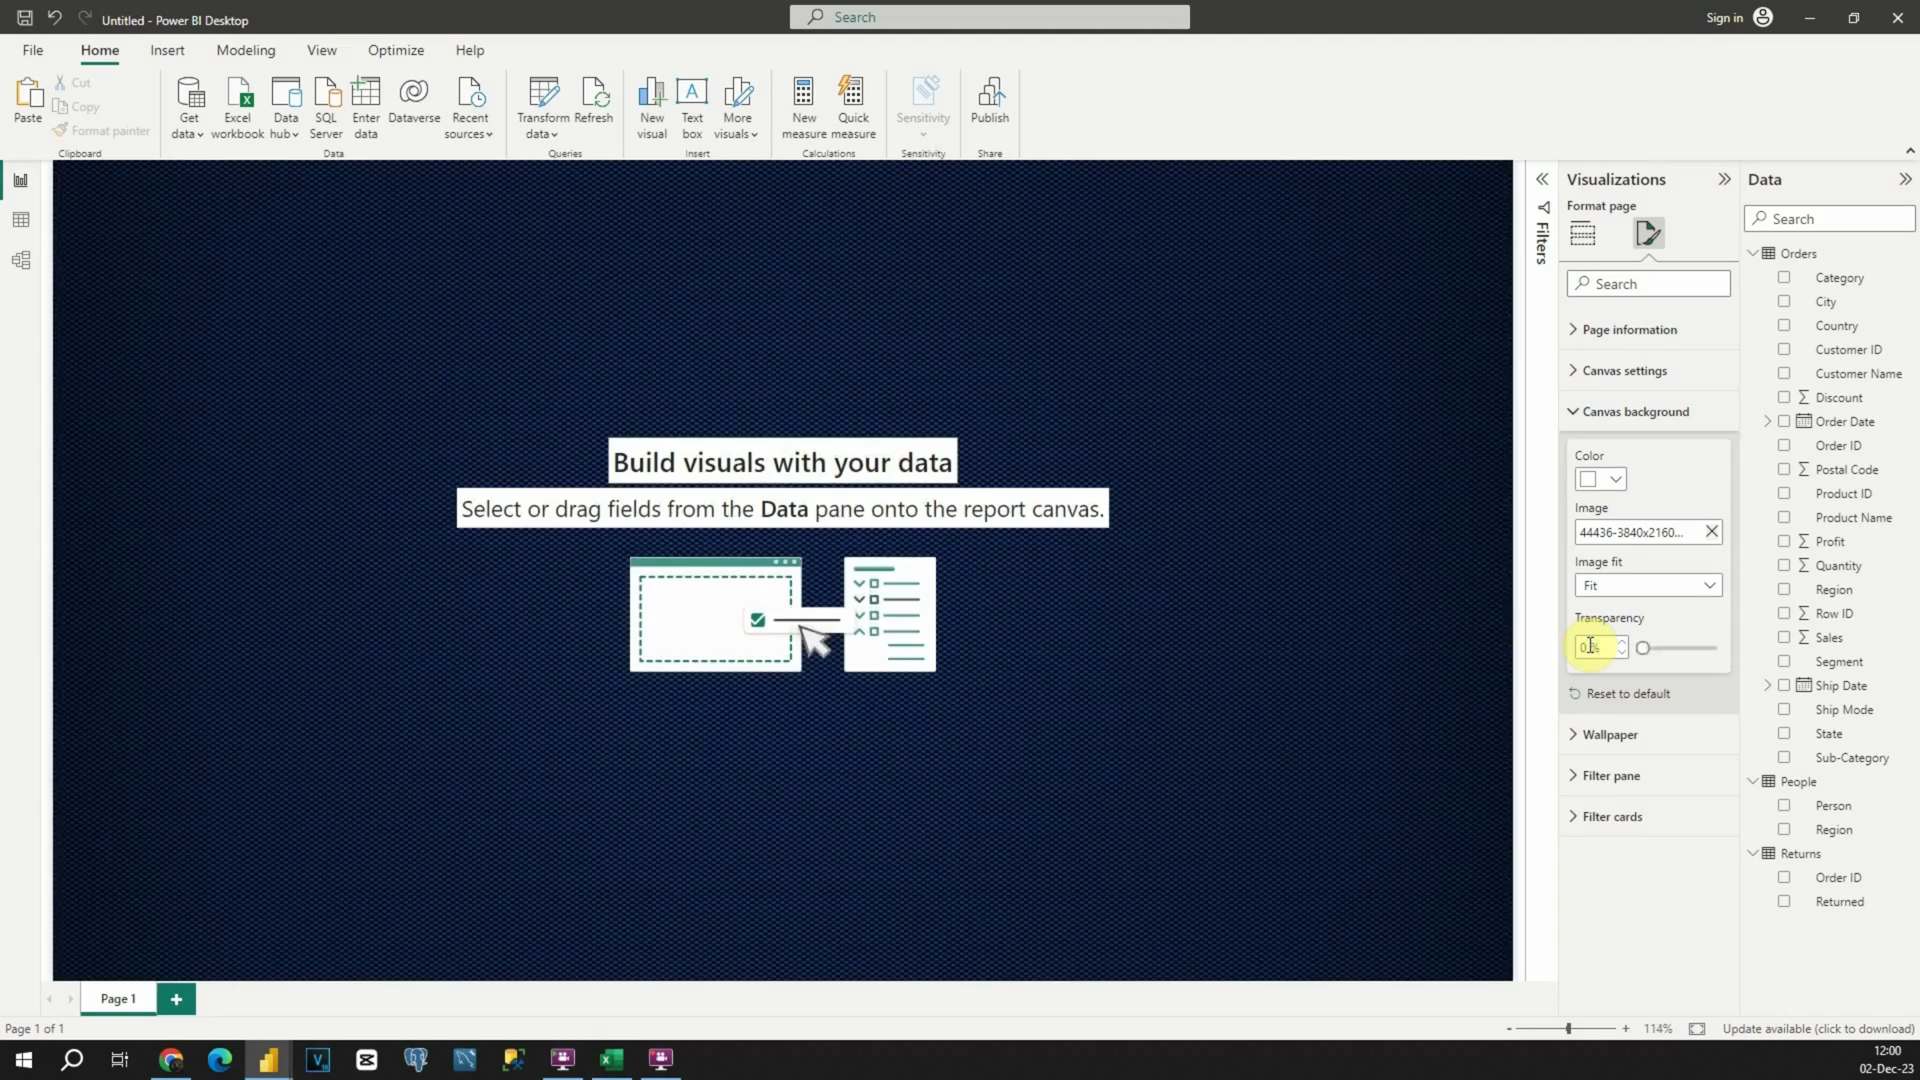 Untitled - Power BI Desktop
Search
Sign in
File
Home
Insert
Modeling
View
Optimize
Help
Paste
Cut
Copy
Format painter
Clipboard
Get data
Excel workbook
Data hub
SQL Server
Enter data
Dataverse
Recent sources
Data
Transform data
Refresh
Queries
New visual
Text box
More visuals
Insert
New measure
Quick measure
Calculations
Sensitivity
Sensitivity
Publish
Share
Build visuals with your data
Select or drag fields from the Data pane onto the report canvas.
Filters
Visualizations
Format page
Search
Page information
Canvas settings
Canvas background
Color
Image
44436-3840x2160...
Image fit
Fit
Transparency
Reset to default
Wallpaper
Filter pane
Filter cards
Data
Search
Orders
Category
City
Country
Customer ID
Customer Name
Discount
Order Date
Order ID
Postal Code
Product ID
Product Name
Profit
Quantity
Region
Row ID
Sales
Segment
Ship Date
Ship Mode
State
Sub-Category
People
Person
Region
Returns
Order ID
Returned
Page 1
Page 1 of 1
114%
Update available (click to download)
12:00
02-Dec-23